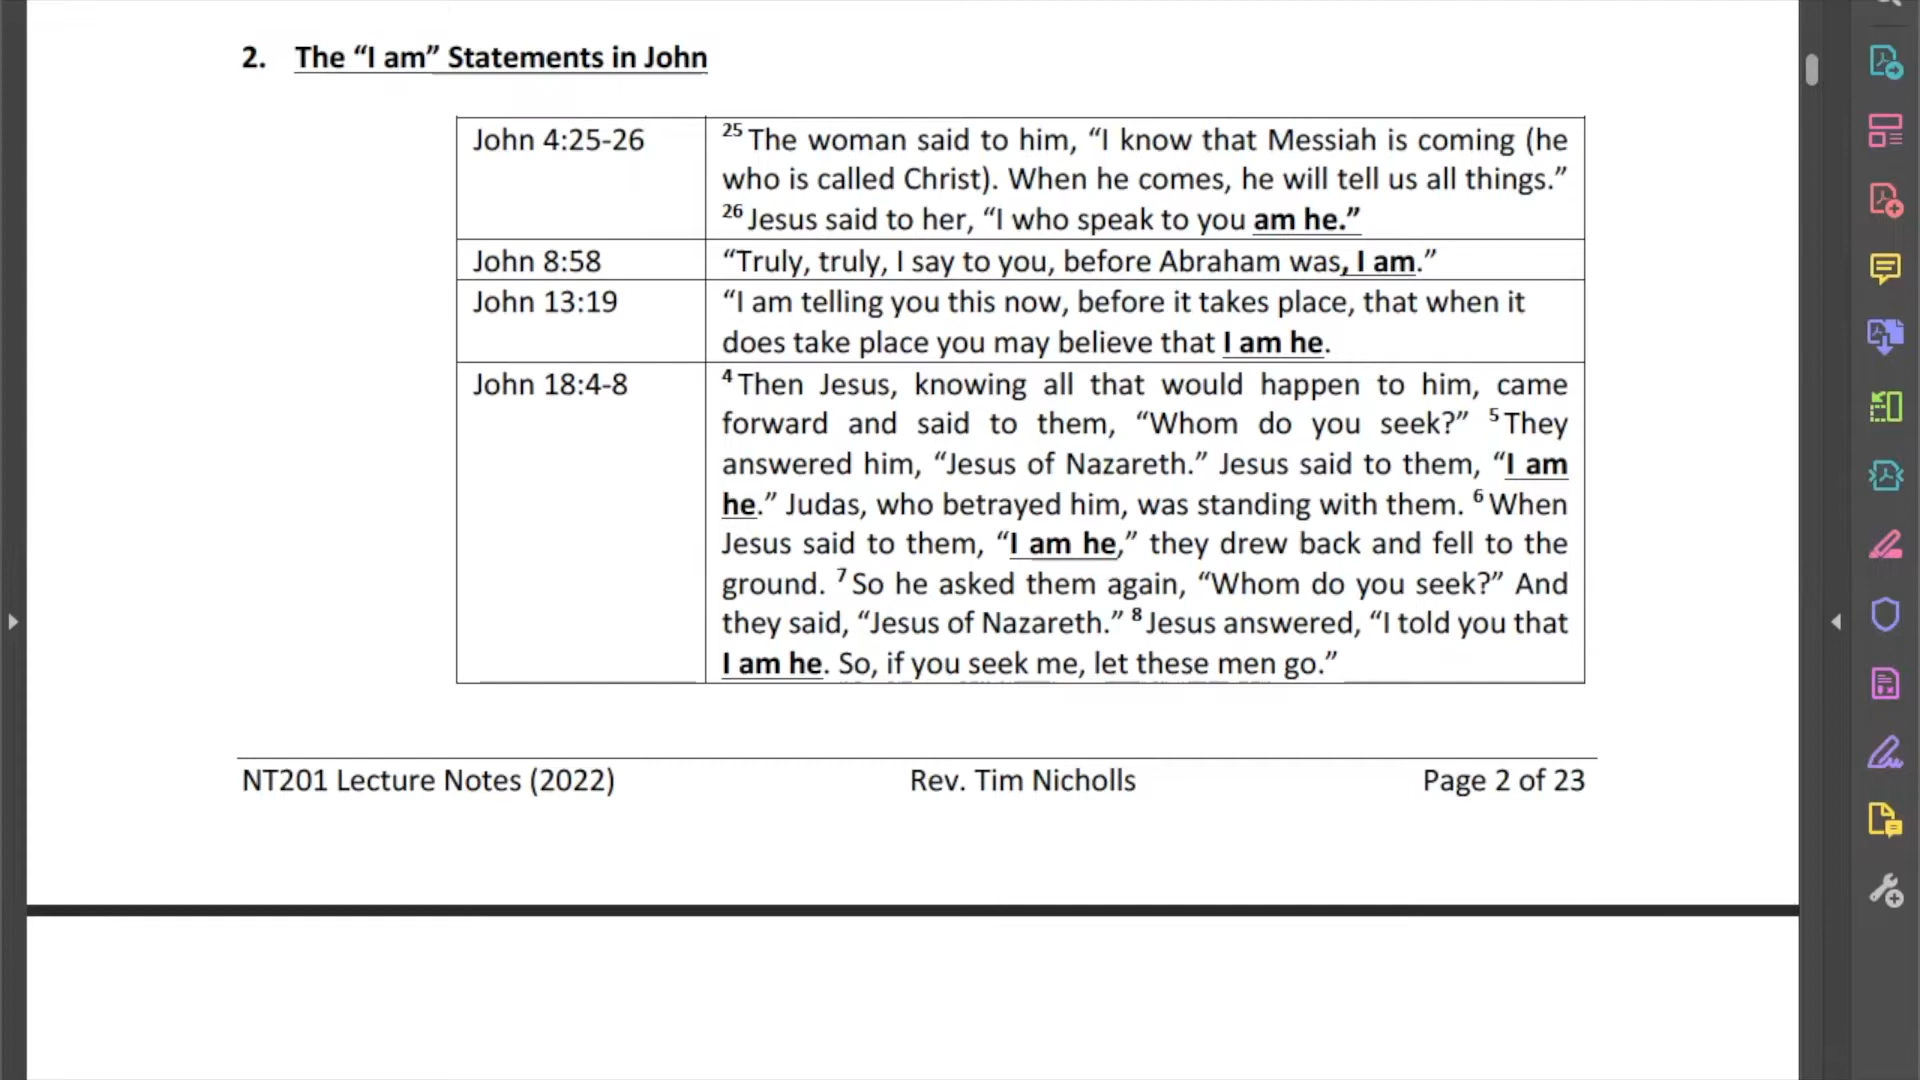 2. The “I am” Statements in John
John 4:25-26
25 The woman said to him, “I know that Messiah is coming (he
who is called Christ). When he comes, he will tell us all things.”
26 Jesus said to her, “I who speak to you am he.”
John 8:58
“Truly, truly, I say to you, before Abraham was, I am.”
John 13:19
“I am telling you this now, before it takes place, that when it
does take place you may believe that I am he.
John 18:4-8
4 Then Jesus, knowing all that would happen to him, came
forward and said to them, “Whom do you seek?” 5 They
answered him, “Jesus of Nazareth.” Jesus said to them, “I am
he.” Judas, who betrayed him, was standing with them. 6 When
Jesus said to them, “I am he,” they drew back and fell to the
ground. 7 So he asked them again, “Whom do you seek?” And
they said, “Jesus of Nazareth.” 8 Jesus answered, “I told you that
I am he. So, if you seek me, let these men go.”
NT201 Lecture Notes (2022)
Rev. Tim Nicholls
Page 2 of 23